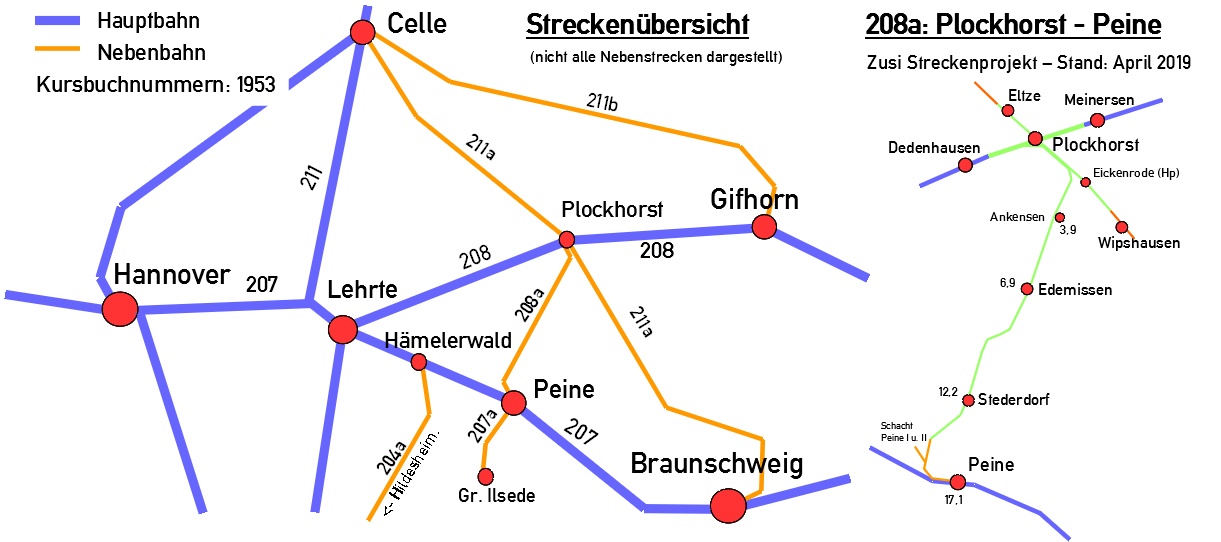 Hauptbahn
Nebenbahn
Kursbuchnummern: 1953
Celle
Streckenübersicht
(nicht alle Nebenstrecken dargestellt)
211b
211a
211
Gifhorn
Plockhorst
208
208
Hannover
207
Lehrte
208a
211a
Hämelerwald
Peine
207a
207
204a
<- Hildesheim.
Gr. Ilsede
Braunschweig
208a: Plockhorst - Peine
Zusi Streckenprojekt – Stand: April 2019
Eltze
Meinersen
Dedenhausen
Plockhorst
Eickenrode (Hp)
Ankensen
3,9
Wipshausen
6,9
Edemissen
12,2
Stederdorf
Schacht
Peine I u. II
Peine
17,1